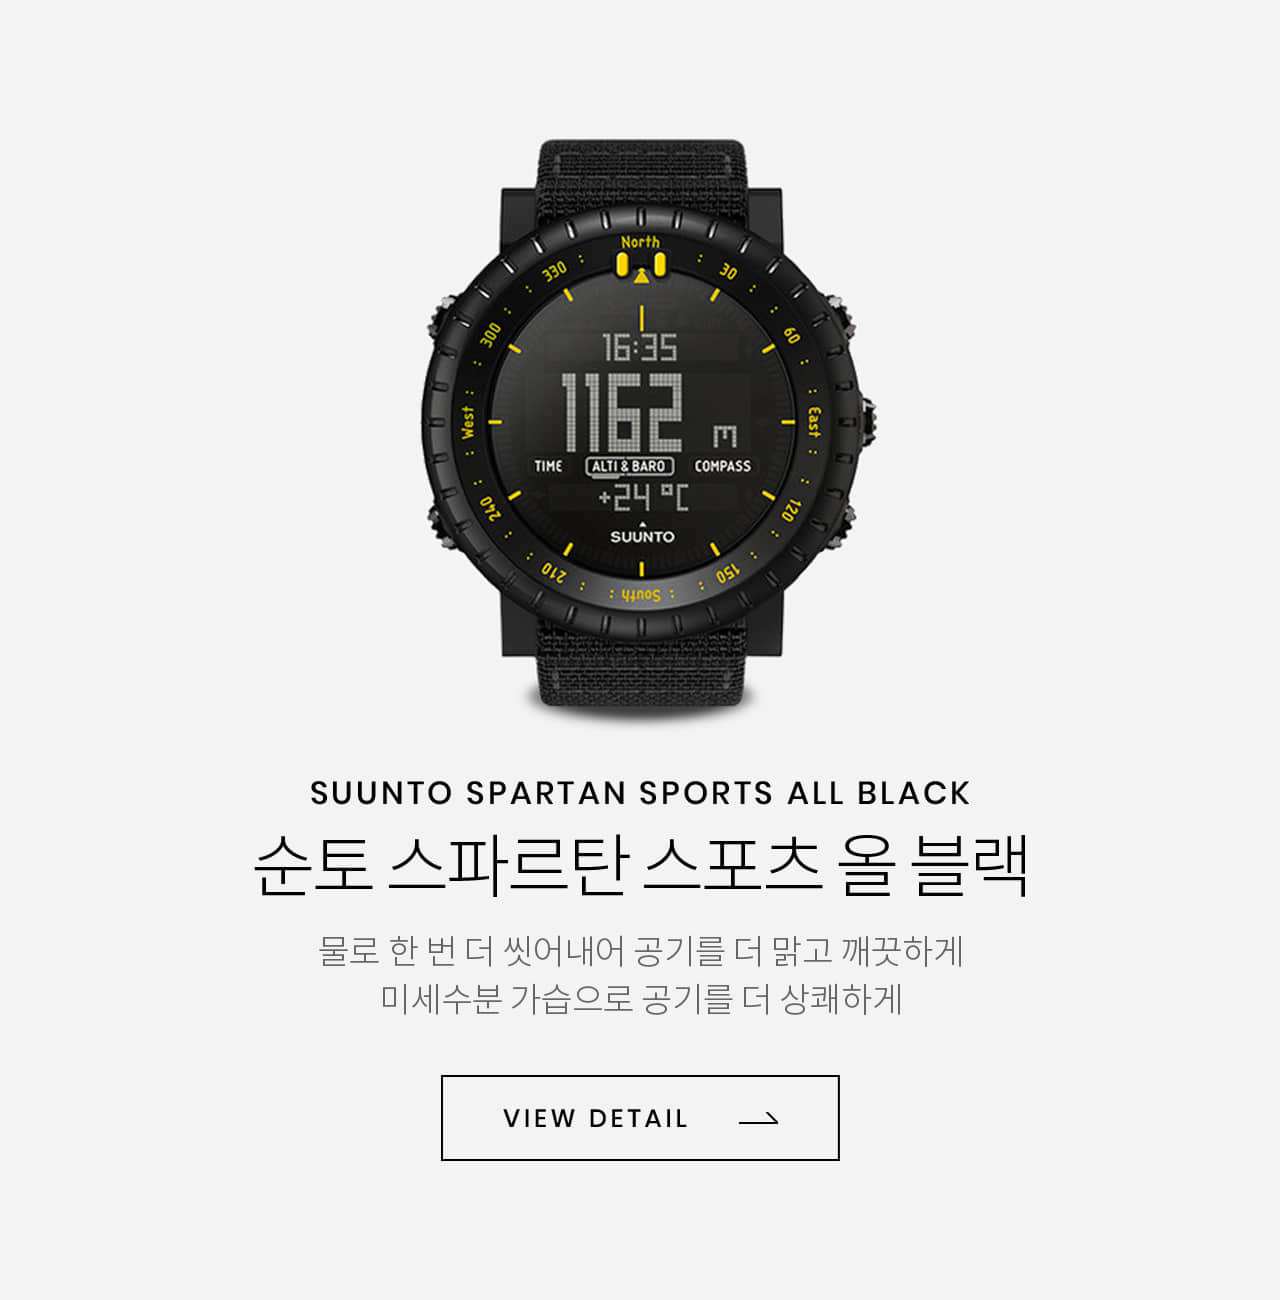 North
330 : : 30
300 : : 60
16:35
1162 m
West East
TIME ALTI & BARO COMPASS
+24 °C
240 120
SUUNTO
210 150
: South :
SUUNTO SPARTAN SPORTS ALL BLACK
순토 스파르탄 스포츠 올 블랙
물로 한 번 더 씻어내어 공기를 더 맑고 깨끗하게
미세수분 가습으로 공기를 더 상쾌하게
VIEW DETAIL